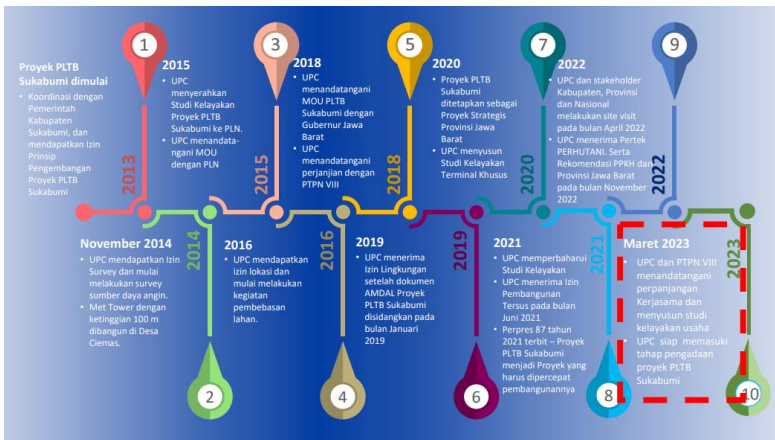 1
3
5
7
9
Proyek PLTB
Sukabumi dimulai
• Koordinasi dengan
Pemerintah
Kabupaten
Sukabumi, dan
mendapatkan Izin
Prinsip
Pengembangan
Proyek PLTB
Sukabumi
2013
2015
• UPC
menyerahkan
Studi Kelayakan
Proyek PLTB
Sukabumi ke PLN.
• UPC menandata-
ngani MOU
dengan PLN
2015
2018
• UPC
menandatangani
MOU PLTB
Sukabumi dengan
Gubernur Jawa
Barat
• UPC
menandatangani
perjanjian dengan
PTPN VIII
2018
2020
• Proyek PLTB
Sukabumi
ditetapkan sebagai
Proyek Strategis
Provinsi Jawa
Barat
• UPC menyusun
Studi Kelayakan
Terminal Khusus
2020
2022
• UPC dan stakeholder
Kabupaten, Provinsi
dan Nasional
melakukan site visit
pada bulan April 2022
• UPC menerima Pertek
PERHUTANI. Serta
Rekomendasi PPKH dari
Provinsi Jawa Barat
pada bulan November
2022
2022
November 2014
• UPC mendapatkan Izin
Survey dan mulai
melakukan survey
sumber daya angin.
• Met Tower dengan
ketinggian 100 m
dibangun di Desa
Ciemas.
2014
2016
• UPC mendapatkan
izin lokasi dan
mulai melakukan
kegiatan
pembebasan
lahan.
2016
2019
• UPC menerima
Izin Lingkungan
setelah dokumen
AMDAL Proyek
PLTB Sukabumi
disidangkan pada
bulan Januari
2019
2019
2021
• UPC memperbaharui
Studi Kelayakan
• UPC menerima Izin
Pembangunan
Tersus pada bulan
Juni 2021
• Perpres 87 tahun
2021 terbit – Proyek
PLTB Sukabumi
menjadi Proyek yang
harus dipercepat
pembangunannya
2021
Maret 2023
• UPC dan PTPN VIII
menandatangani
perpanjangan
Kerjasama dan
menyusun studi
kelayakan usaha
• UPC siap memasuki
tahap pengadaan
proyek PLTB
Sukabumi
2023
2
4
6
8
10